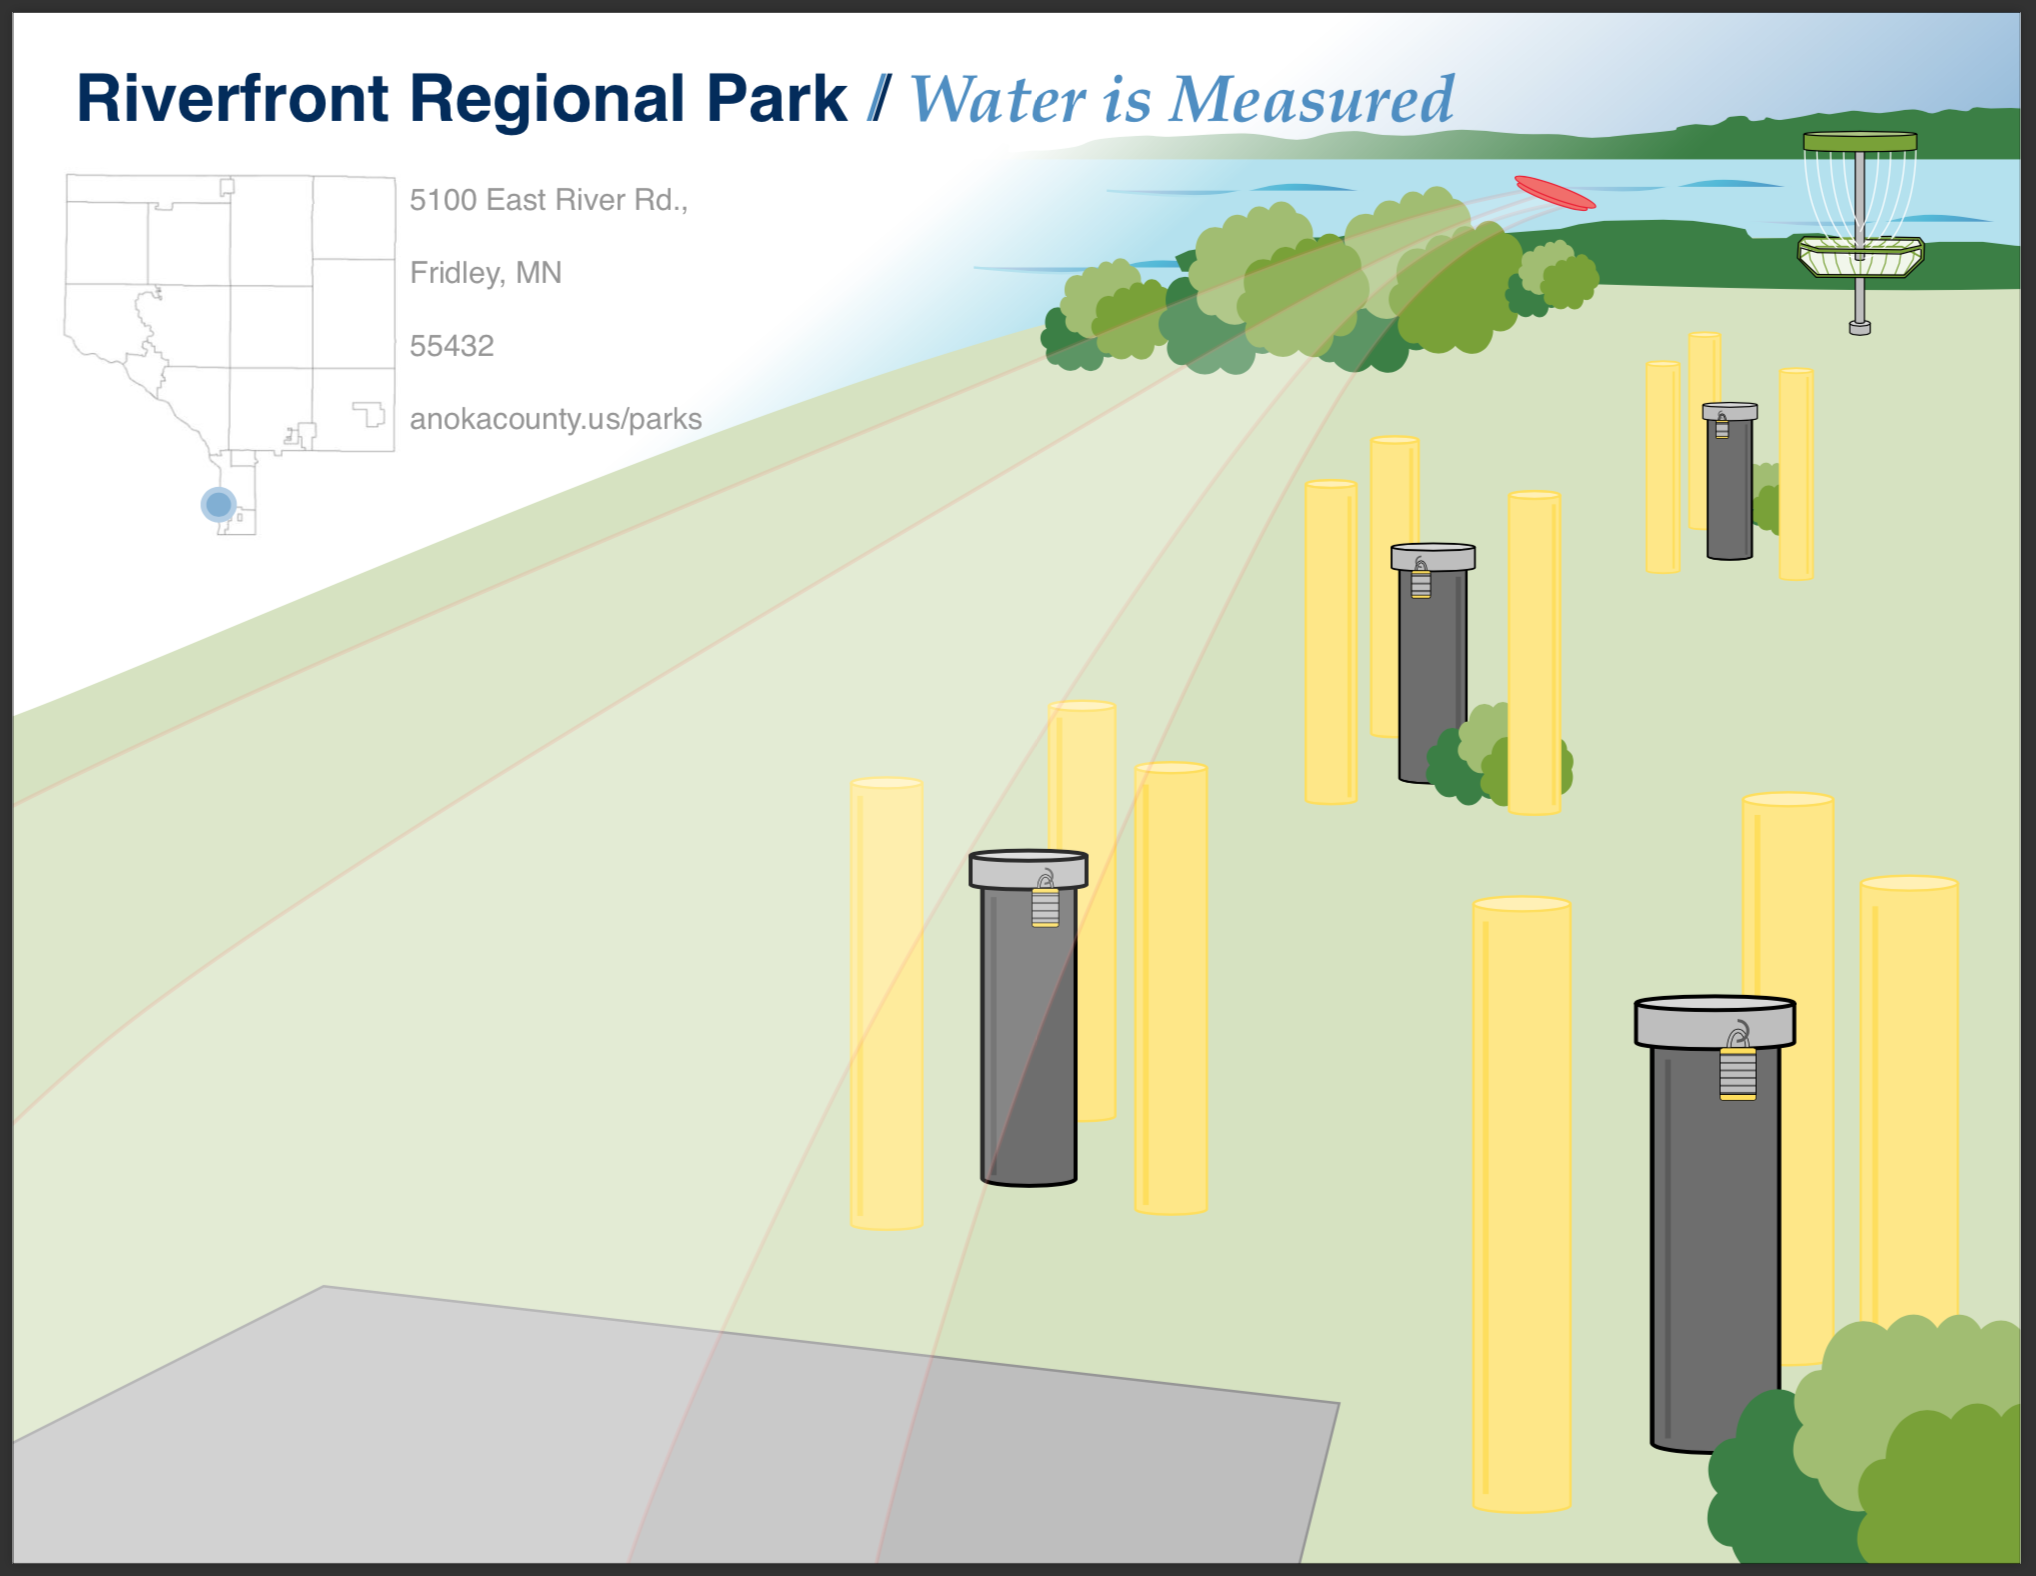 Riverfront Regional Park // Water is Measured
5100 East River Rd.,
Fridley, MN
55432
anokacounty.us/parks